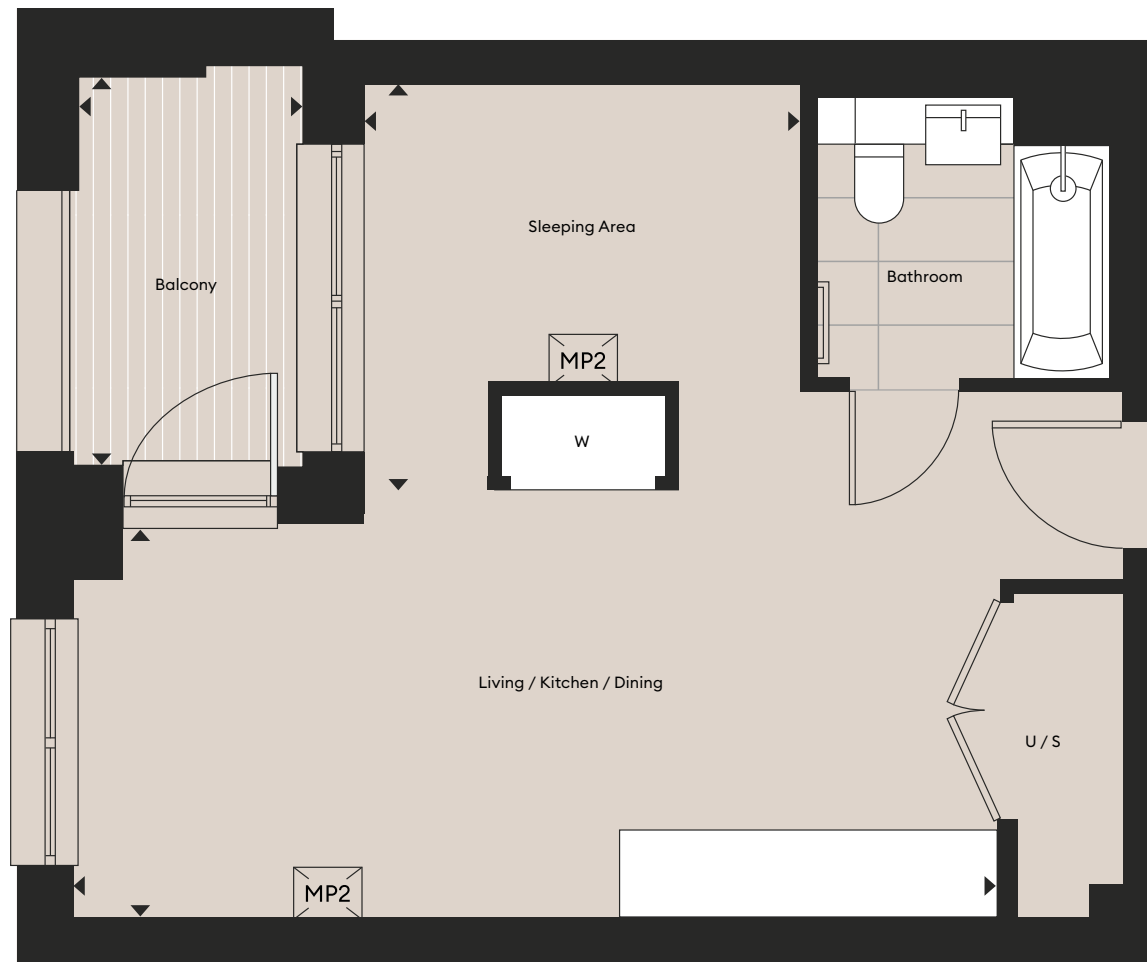 Sleeping Area
Bathroom
Balcony
MP2
W
Living / Kitchen / Dining
U / S
MP2